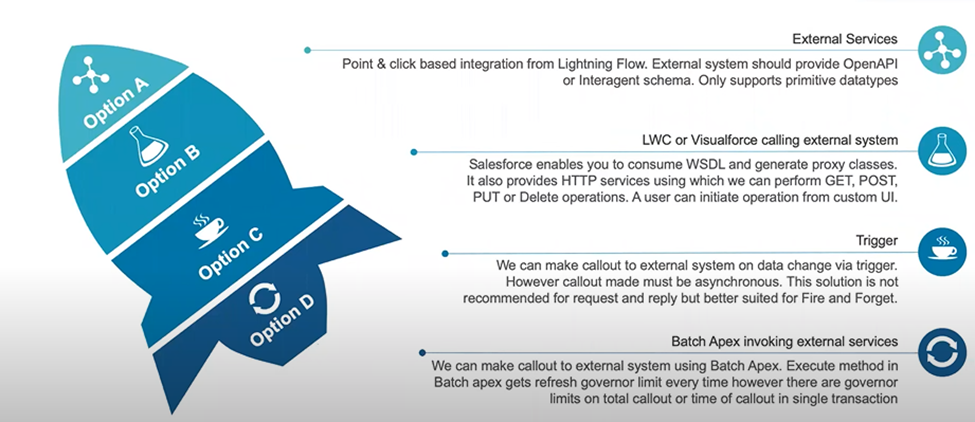 Option A
Option B
Option C
Option D
External Services
Point & click based integration from Lightning Flow. External system should provide OpenAPI
or Interagent schema. Only supports primitive datatypes
LWC or Visualforce calling external system
Salesforce enables you to consume WSDL and generate proxy classes.
It also provides HTTP services using which we can perform GET, POST,
PUT or Delete operations. A user can initiate operation from custom UI.
Trigger
We can make callout to external system on data change via trigger.
However callout made must be asynchronous. This solution is not
recommended for request and reply but better suited for Fire and Forget.
Batch Apex invoking external services
We can make callout to external system using Batch Apex. Execute method in
Batch apex gets refresh governor limit every time however there are governor
limits on total callout or time of callout in single transaction